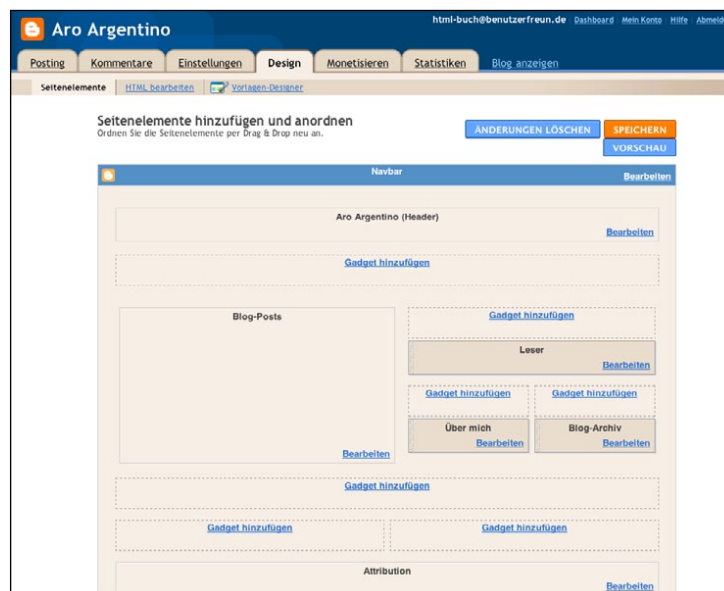 Aro Argentino
html-buch@benutzerfreun.de Dashboard Mein Konto Hilfe Abmelde
Posting Kommentare Einstellungen Design Monetisieren Statistiken Blog anzeigen
Seitenelemente HTML bearbeiten Vorlagen-Designer
Seitenelemente hinzufügen und anordnen
Ordnen Sie die Seitenelemente per Drag & Drop neu an.
ÄNDERUNGEN LÖSCHEN SPEICHERN
VORSCHAU
Navbar
Bearbeiten
Aro Argentino (Header)
Bearbeiten
Gadget hinzufügen
Blog-Posts
Bearbeiten
Gadget hinzufügen
Leser
Bearbeiten
Gadget hinzufügen Gadget hinzufügen
Über mich Blog-Archiv
Bearbeiten Bearbeiten
Gadget hinzufügen
Gadget hinzufügen Gadget hinzufügen
Attribution
Bearbeiten